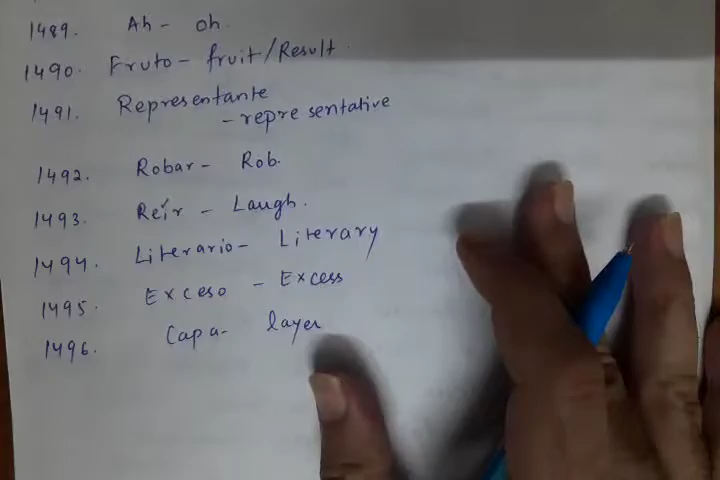 1489. Ah - oh.
1490. Fruto - fruit/Result.
1491. Representante
- representative
1492. Robar - Rob.
1493. Reír - Laugh.
1494. Literario - Literary
1495. Exceso - Excess
1496. Capa - layer